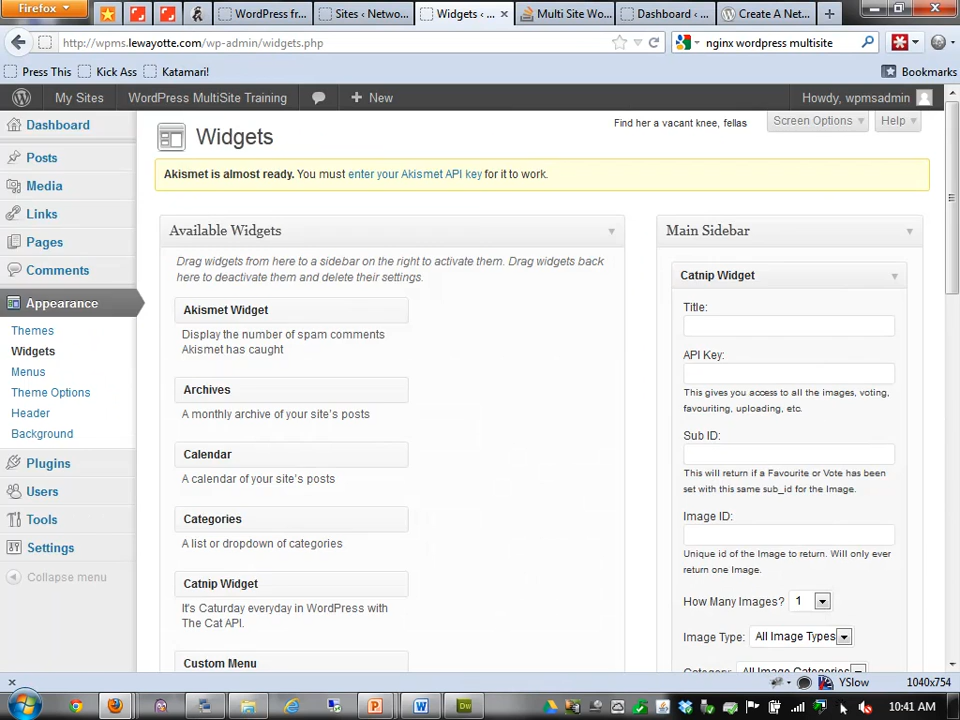 Firefox
WordPress fr...
Sites ‹ Netwo...
Widgets ‹ ...
Multi Site Wo...
Dashboard ‹ ...
Create A Net...
http://wpms.lewayotte.com/wp-admin/widgets.php
nginx wordpress multisite
Press This
Kick Ass
Katamari!
Bookmarks
My Sites
WordPress MultiSite Training
New
Howdy, wpmsadmin
Dashboard
Posts
Media
Links
Pages
Comments
Appearance
Themes
Widgets
Menus
Theme Options
Header
Background
Plugins
Users
Tools
Settings
Collapse menu
Widgets
Find her a vacant knee, fellas
Screen Options
Help
Akismet is almost ready. You must enter your Akismet API key for it to work.
Available Widgets
Drag widgets from here to a sidebar on the right to activate them. Drag widgets back
here to deactivate them and delete their settings.
Akismet Widget
Display the number of spam comments
Akismet has caught
Archives
A monthly archive of your site's posts
Calendar
A calendar of your site's posts
Categories
A list or dropdown of categories
Catnip Widget
It's Caturday everyday in WordPress with
The Cat API.
Custom Menu
Main Sidebar
Catnip Widget
Title:
API Key:
This gives you access to all the images, voting,
favouriting, uploading, etc.
Sub ID:
This will return if a Favourite or Vote has been
set with this same sub_id for the Image.
Image ID:
Unique id of the Image to return. Will only ever
return one Image.
How Many Images? 1
Image Type: All Image Types
Category: All Image Categories
YSlow
1040x754
10:41 AM